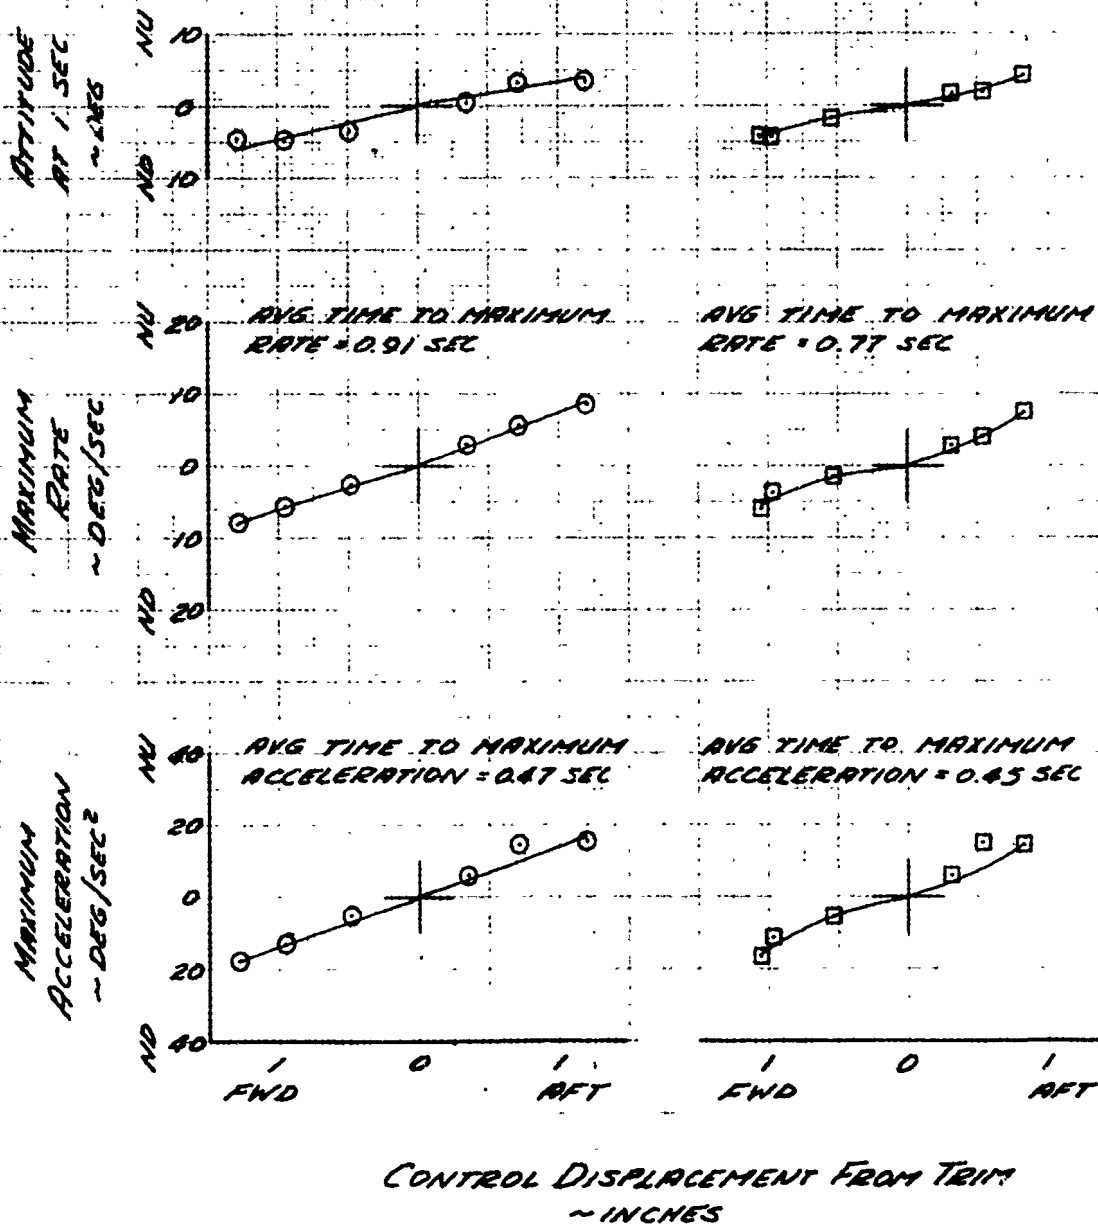 ATTITUDE
AT 1 SEC
~DEG
NU
ND
10
0
10
MAXIMUM
RATE
~ DEG/SEC
NU
ND
20
10
0
10
20
AVG TIME TO MAXIMUM
RATE = 0.91 SEC
AVG TIME TO MAXIMUM
RATE = 0.77 SEC
MAXIMUM
ACCELERATION
~ DEG/SEC²
NU
ND
40
20
0
20
40
AVG TIME TO MAXIMUM
ACCELERATION = 0.47 SEC
AVG TIME TO MAXIMUM
ACCELERATION = 0.45 SEC
1 0 1
FWD AFT
1 0 1
FWD AFT
CONTROL DISPLACEMENT FROM TRIM
~ INCHES